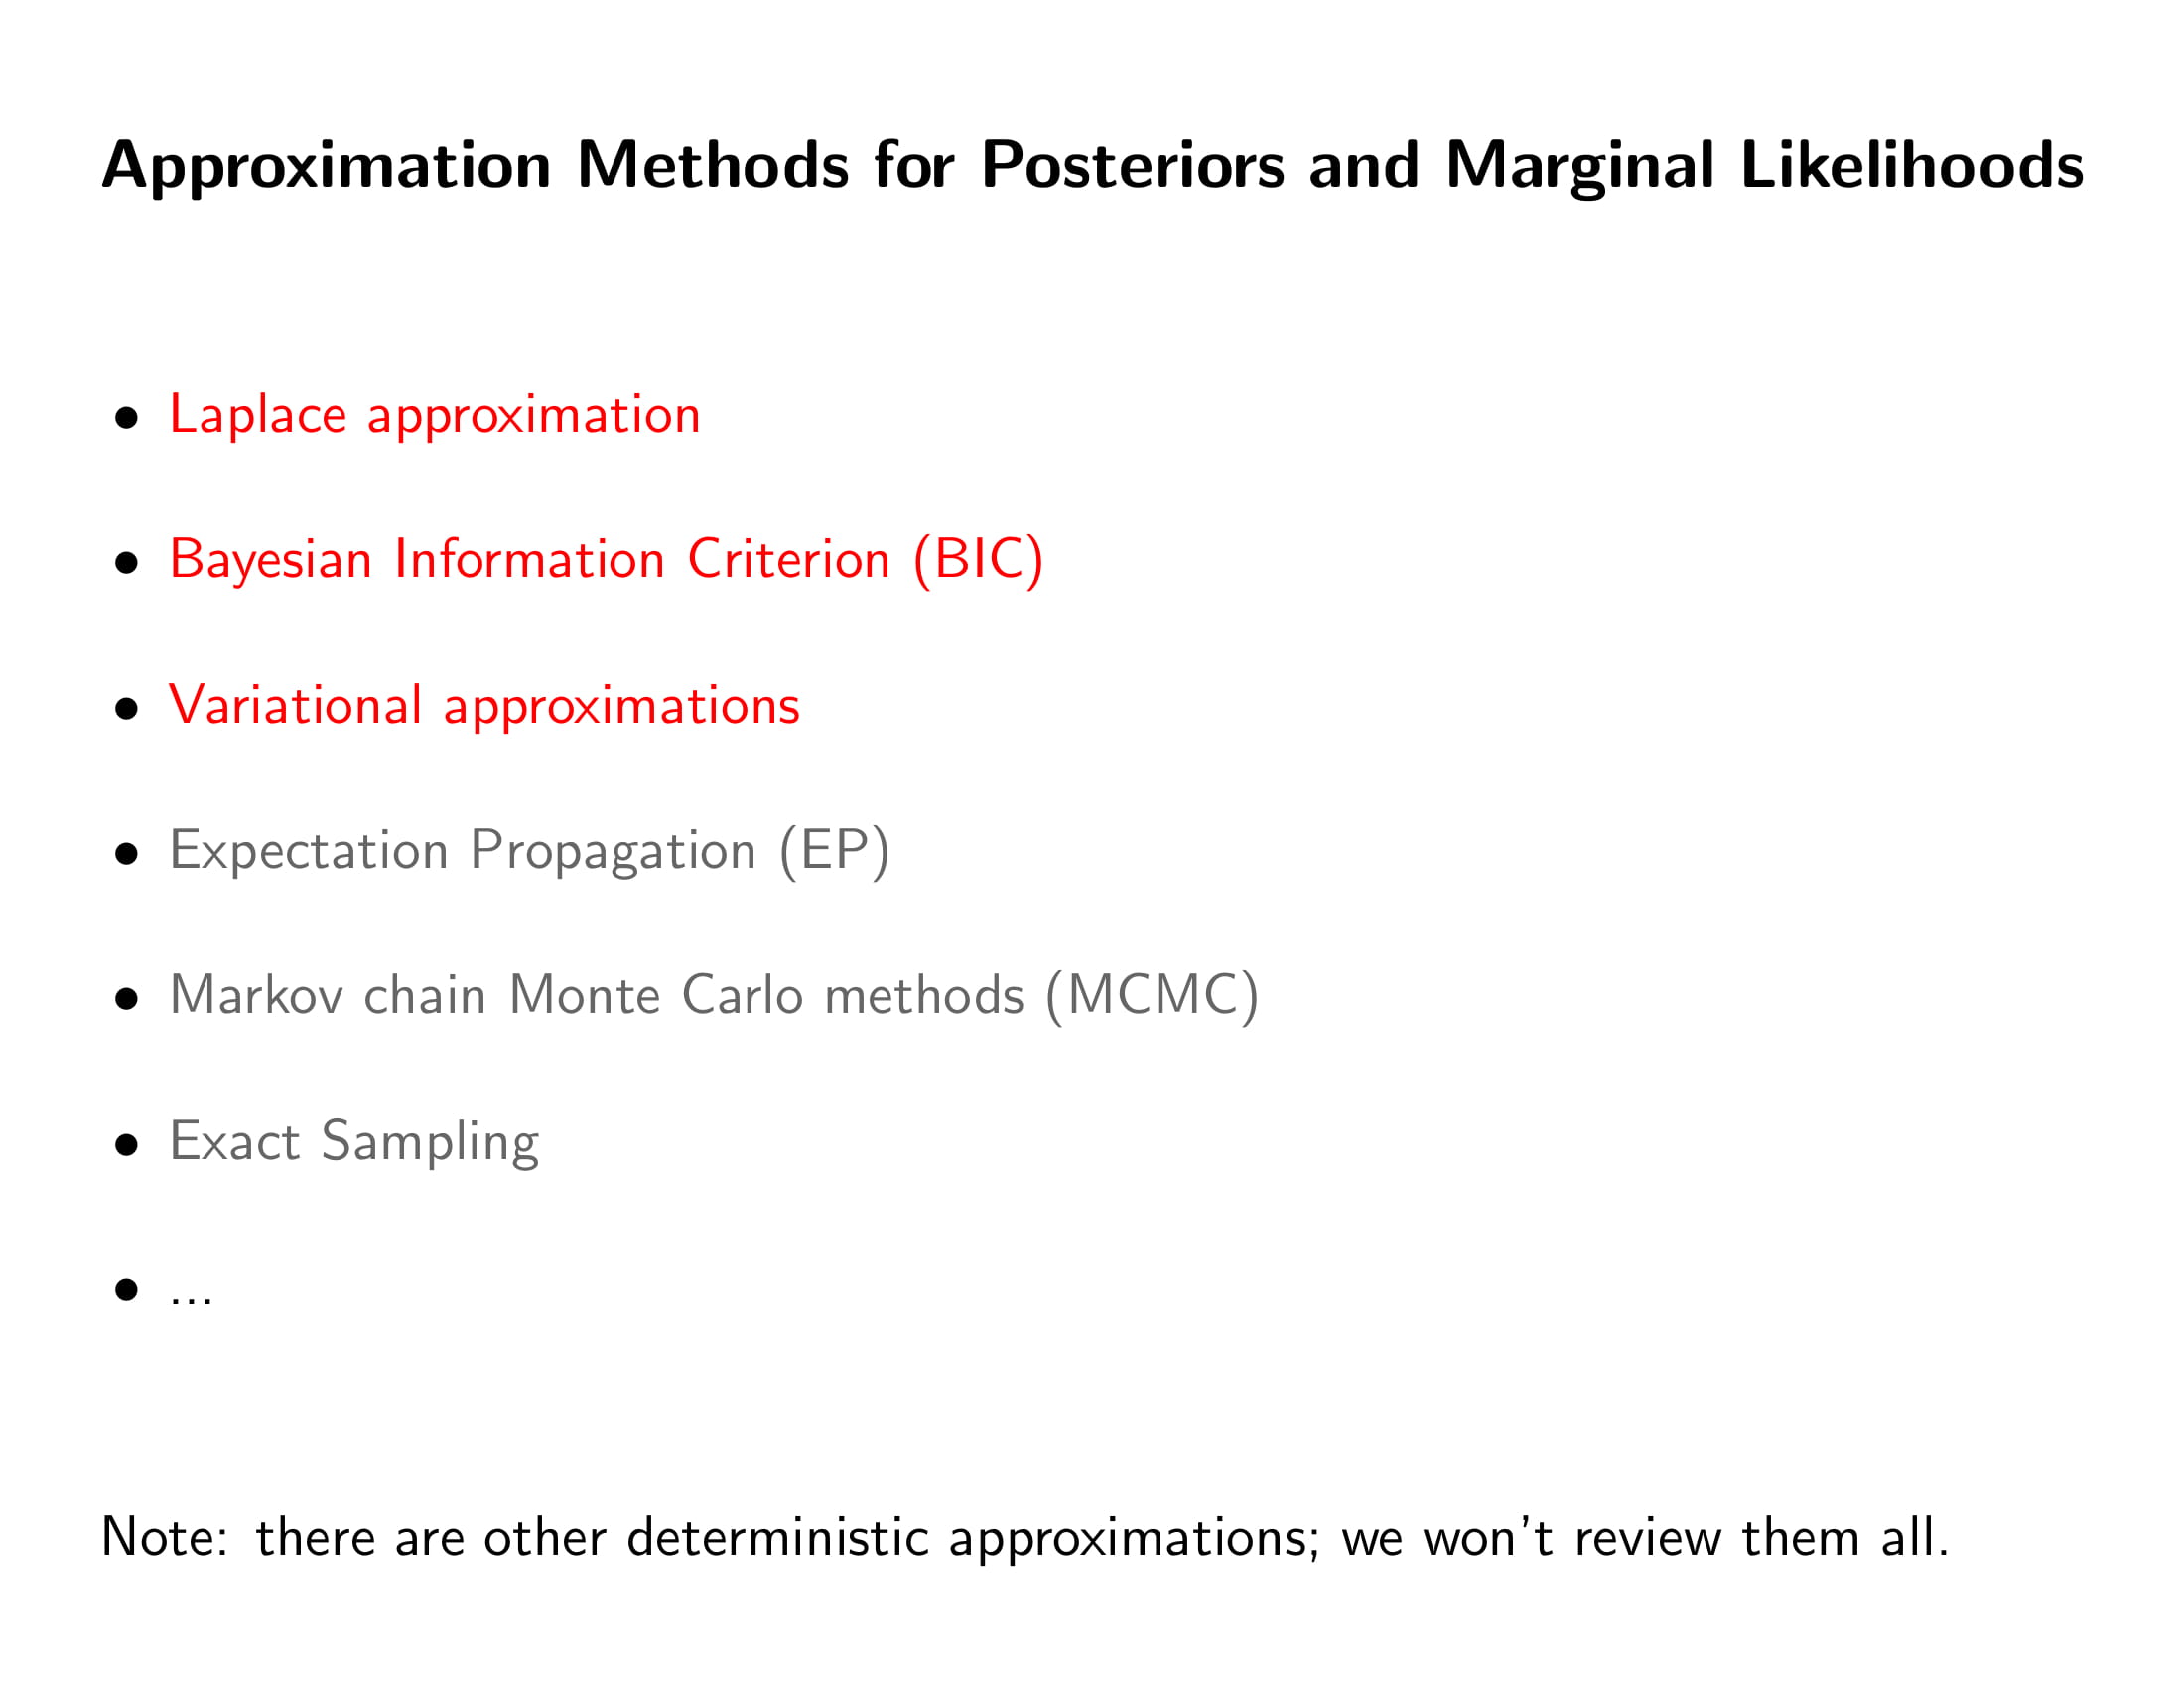 Approximation Methods for Posteriors and Marginal Likelihoods
• Laplace approximation
• Bayesian Information Criterion (BIC)
• Variational approximations
• Expectation Propagation (EP)
• Markov chain Monte Carlo methods (MCMC)
• Exact Sampling
• ...
Note: there are other deterministic approximations; we won't review them all.